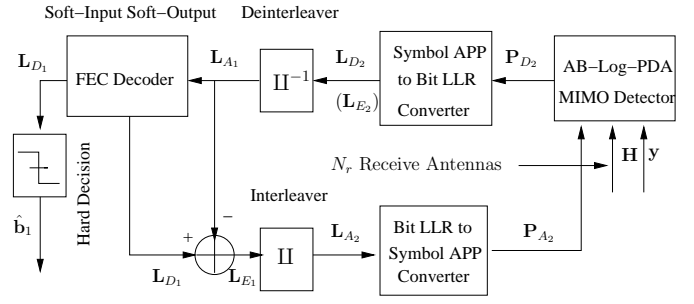 Soft−Input Soft−Output
Deinterleaver
L_{D_1}
FEC Decoder
L_{A_1}
Π^{−1}
L_{D_2}
(L_{E_2})
Symbol APP
to Bit LLR
Converter
P_{D_2}
AB−Log−PDA
MIMO Detector
Hard Decision
b̂_1
N_r Receive Antennas
H
y
Interleaver
−
+
L_{D_1}
L_{E_1}
Π
L_{A_2}
Bit LLR to
Symbol APP
Converter
P_{A_2}